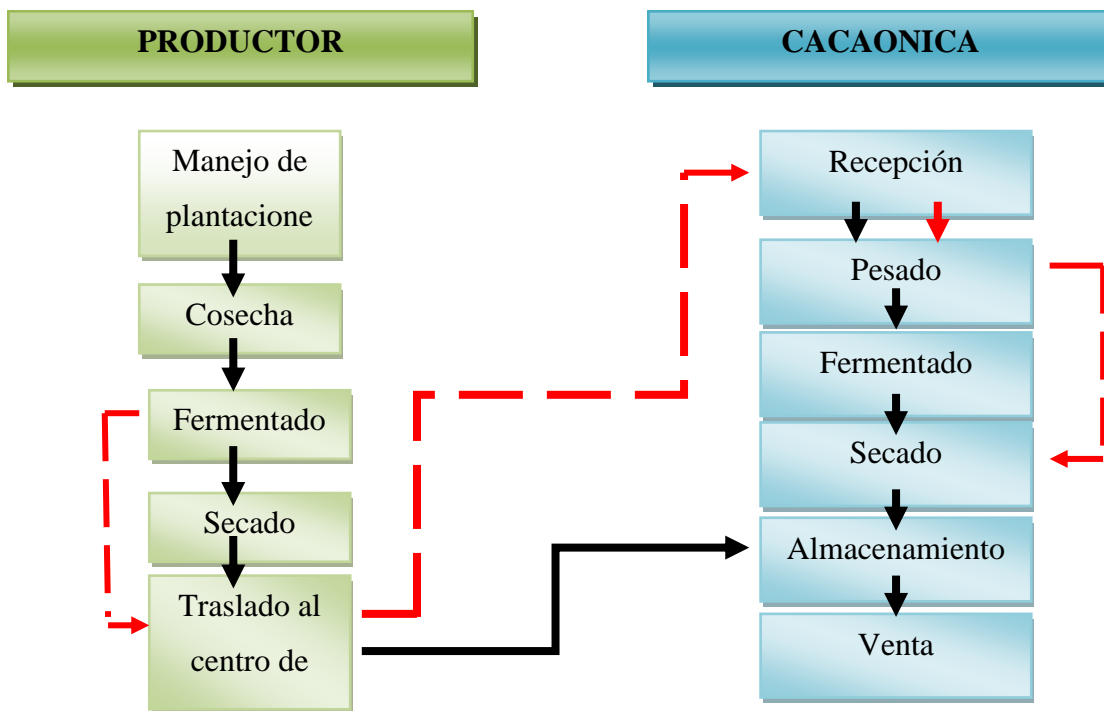 PRODUCTOR
Manejo de
plantacione
Cosecha
Fermentado
Secado
Traslado al
centro de
CACAONICA
Recepción
Pesado
Fermentado
Secado
Almacenamiento
Venta